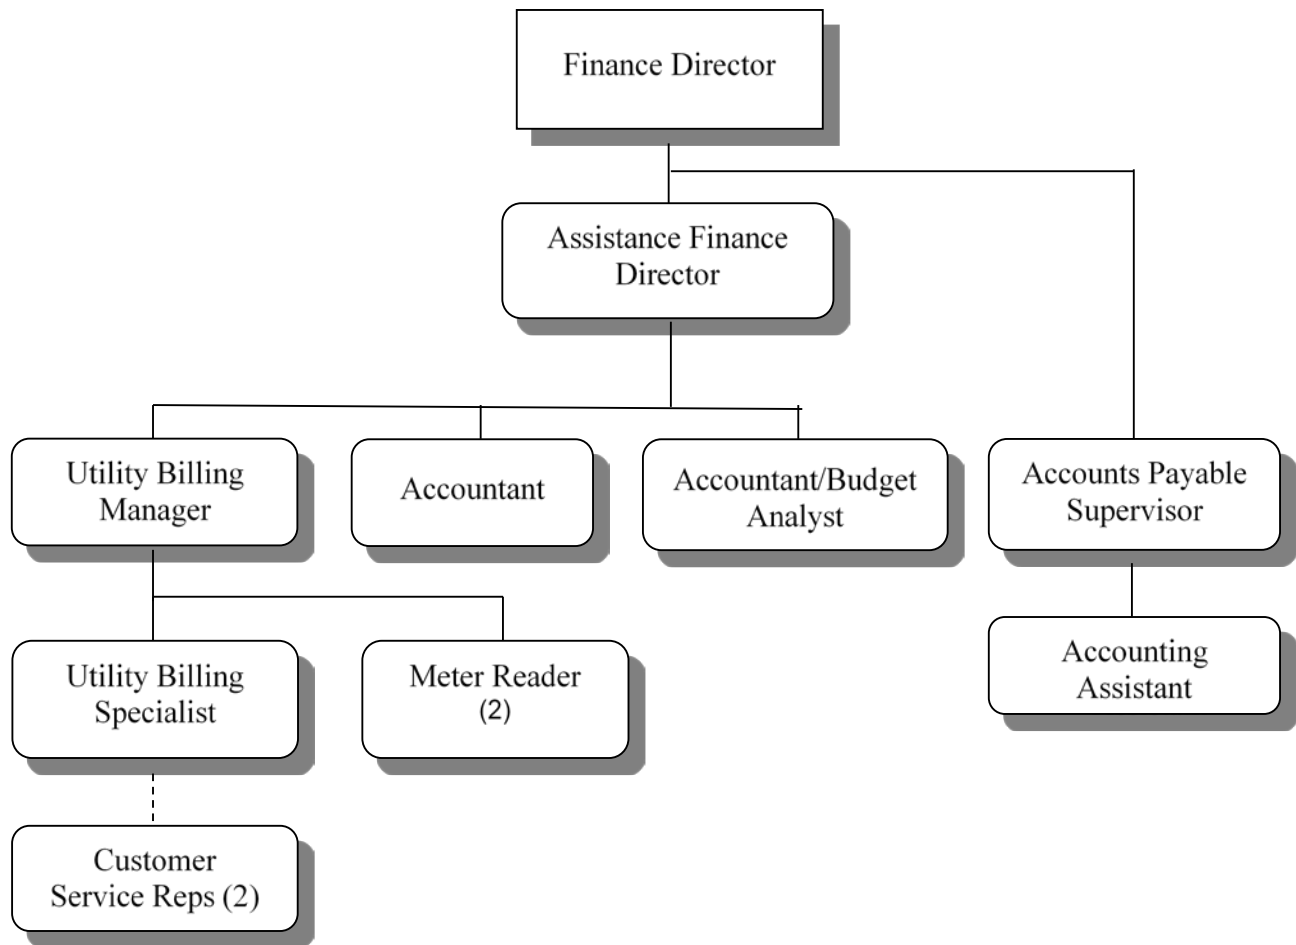 Finance Director
Assistance Finance
Director
Utility Billing
Manager
Accountant
Accountant/Budget
Analyst
Accounts Payable
Supervisor
Utility Billing
Specialist
Meter Reader
(2)
Accounting
Assistant
Customer
Service Reps (2)